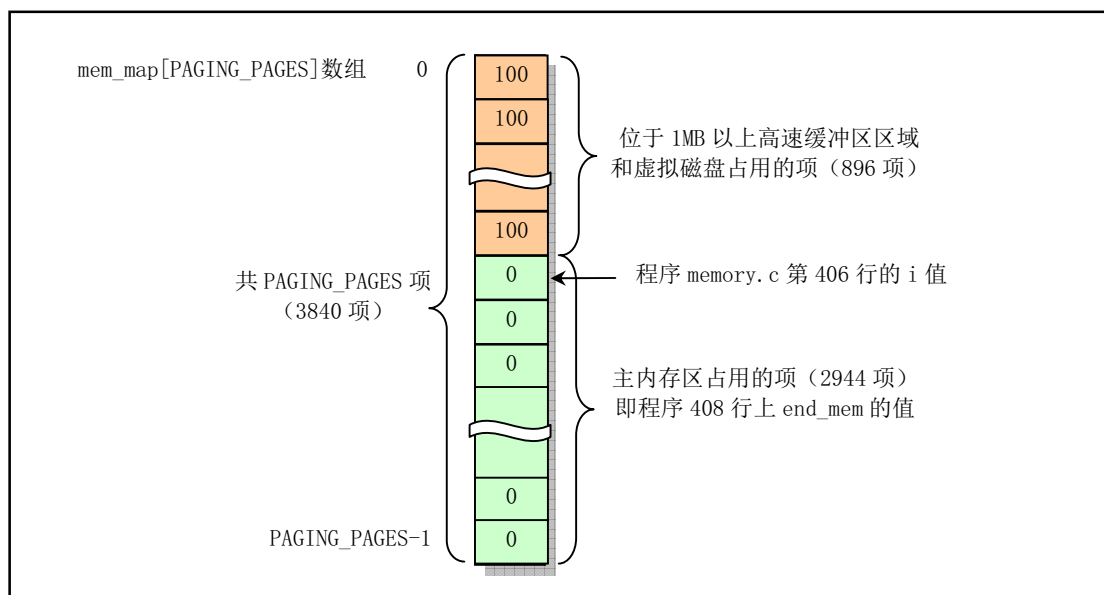 mem_map[PAGING_PAGES]数组 0
100
100
位于 1MB 以上高速缓冲区区域
和虚拟磁盘占用的项（896 项）
100
共 PAGING_PAGES 项
（3840 项）
0
程序 memory.c 第 406 行的 i 值
0
0
主内存区占用的项（2944 项）
即程序 408 行上 end_mem 的值
0
PAGING_PAGES-1
0